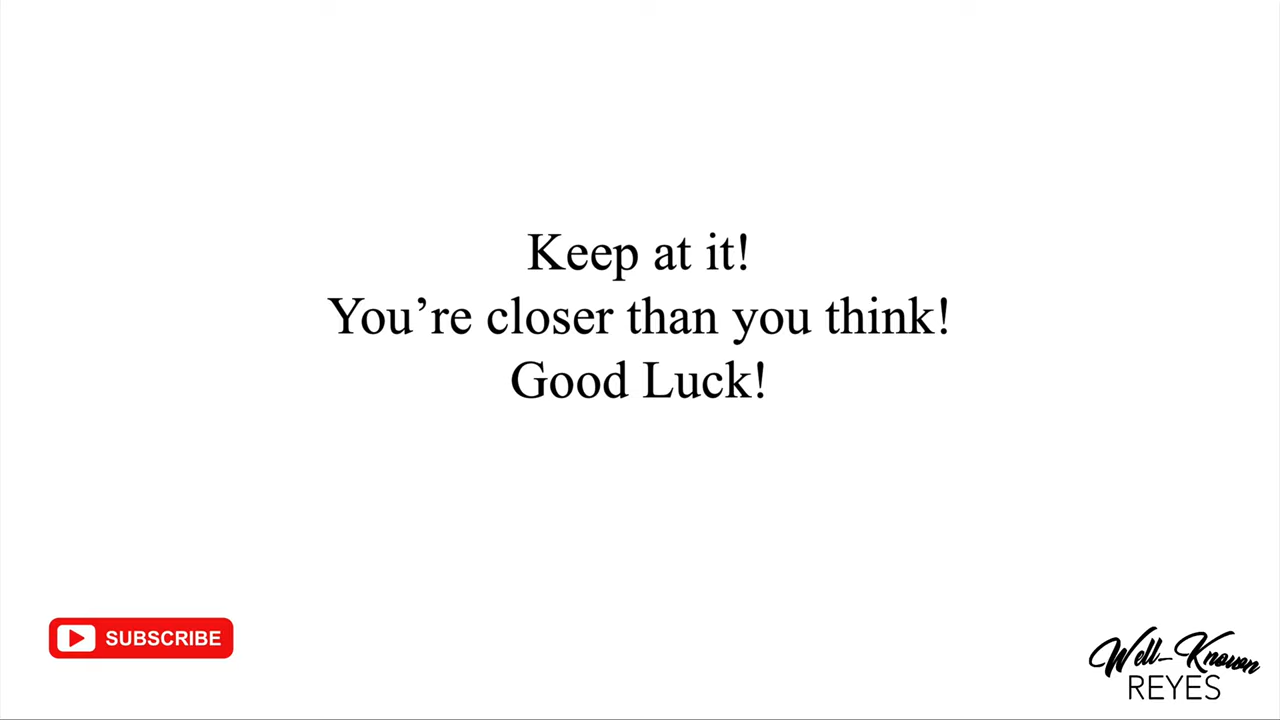 Keep at it!
You’re closer than you think!
Good Luck!
SUBSCRIBE
Well-Known
REYES